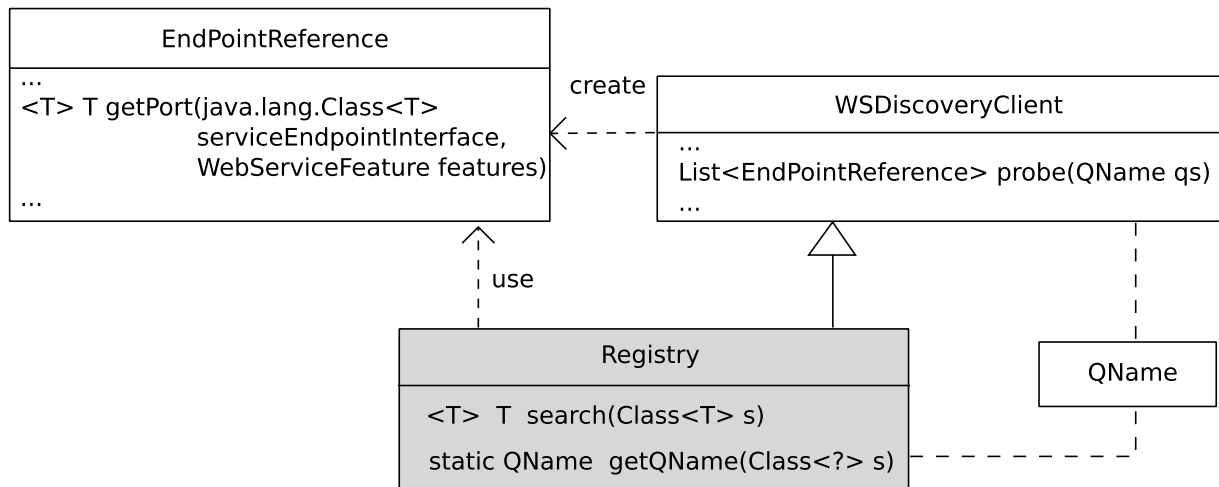 EndPointReference
...
<T> T getPort(java.lang.Class<T>
serviceEndpointInterface,
WebServiceFeature features)
...
create
WSDiscoveryClient
...
List<EndPointReference> probe(QName qs)
...
use
Registry
<T> T search(Class<T> s)
static QName getQName(Class<?> s)
QName